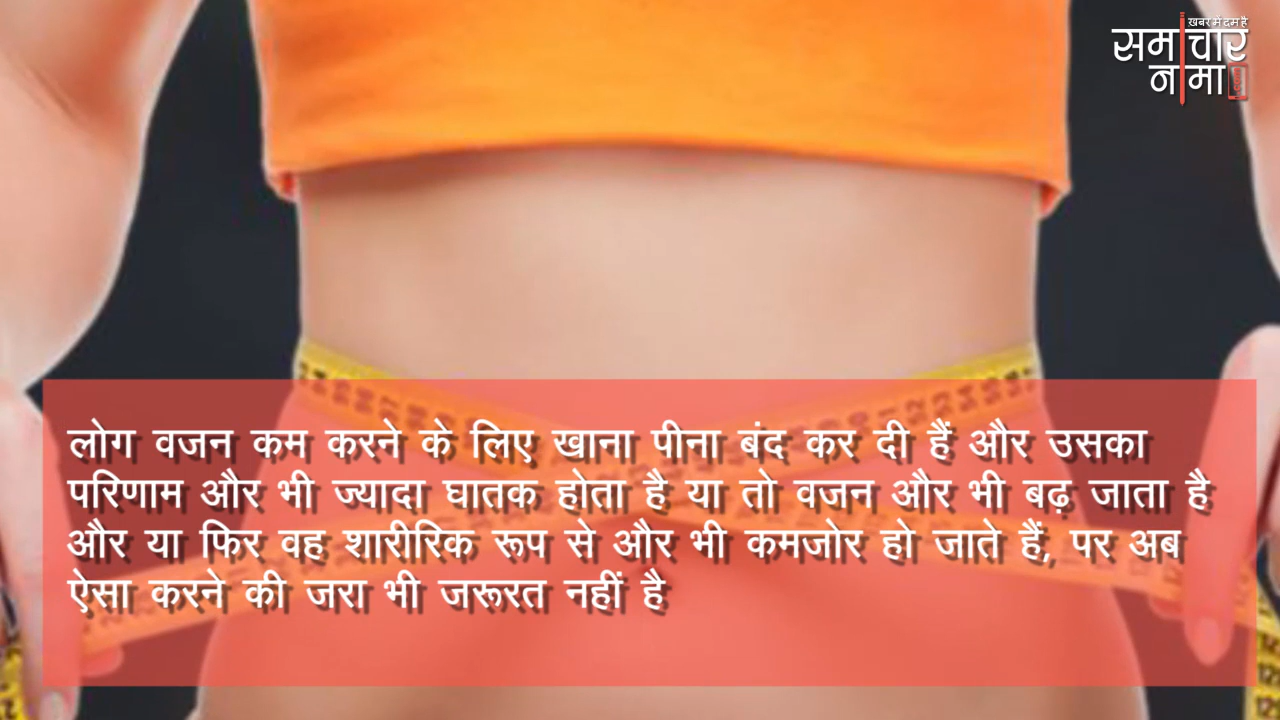 खबर में दम है
समाचार
नामा
लोग वजन कम करने के लिए खाना पीना बंद कर दी हैं और उसका
परिणाम और भी ज्यादा घातक होता है या तो वजन और भी बढ़ जाता है
और या फिर वह शारीरिक रूप से और भी कमजोर हो जाते हैं, पर अब
ऐसा करने की जरा भी जरूरत नहीं है